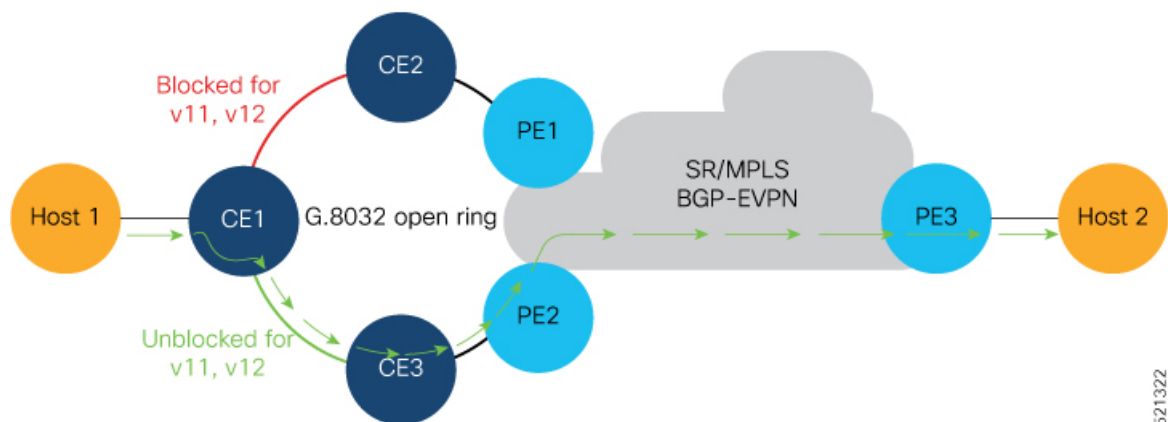 CE2
Blocked for
v11, v12
PE1
SR/MPLS
BGP-EVPN
Host 1
CE1
G.8032 open ring
PE3
Host 2
PE2
Unblocked for
v11, v12
CE3
521322